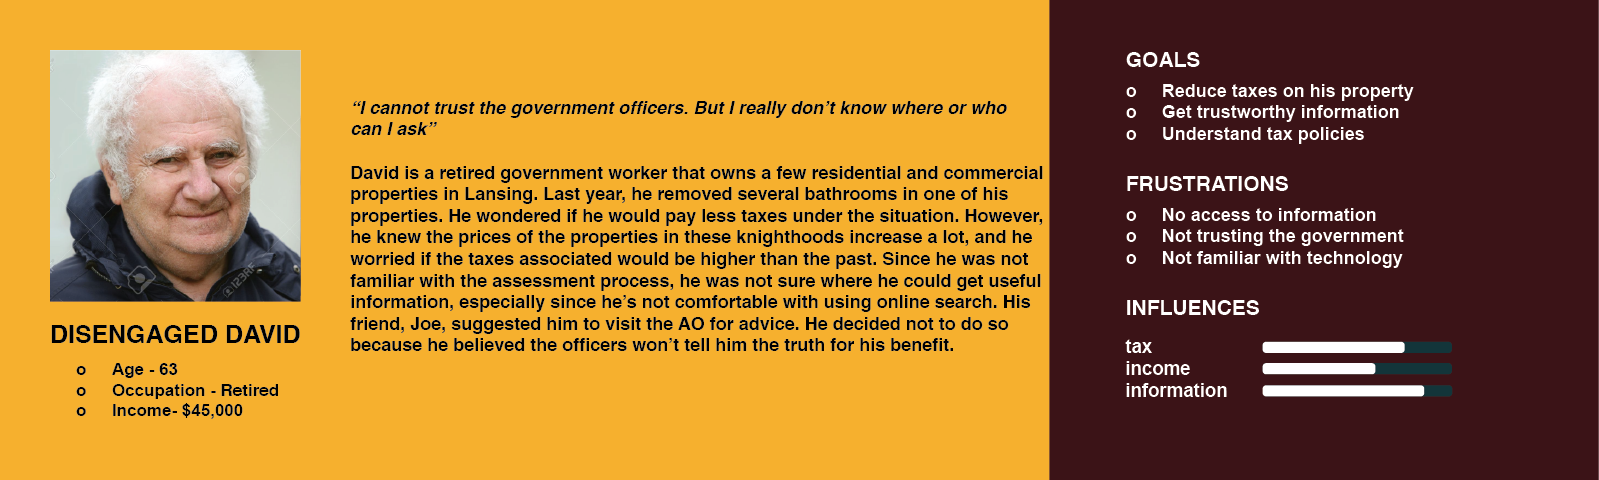 DISENGAGED DAVID
o Age - 63
o Occupation - Retired
o Income- $45,000
“I cannot trust the government officers. But I really don’t know where or who
can I ask”
David is a retired government worker that owns a few residential and commercial
properties in Lansing. Last year, he removed several bathrooms in one of his
properties. He wondered if he would pay less taxes under the situation. However,
he knew the prices of the properties in these knighthoods increase a lot, and he
worried if the taxes associated would be higher than the past. Since he was not
familiar with the assessment process, he was not sure where he could get useful
information, especially since he’s not comfortable with using online search. His
friend, Joe, suggested him to visit the AO for advice. He decided not to do so
because he believed the officers won’t tell him the truth for his benefit.
GOALS
o Reduce taxes on his property
o Get trustworthy information
o Understand tax policies
FRUSTRATIONS
o No access to information
o Not trusting the government
o Not familiar with technology
INFLUENCES
tax
income
information